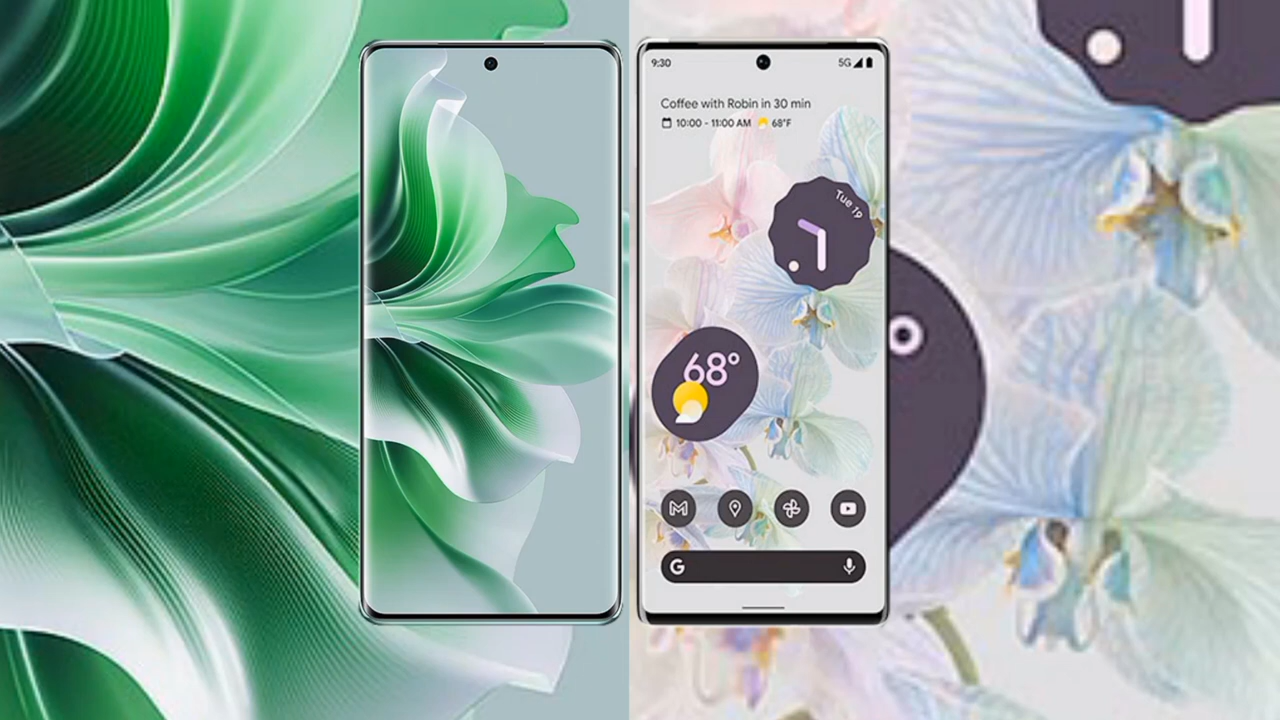 9:30
5G
Coffee with Robin in 30 min
10:00 - 11:00 AM 68°F
Tue 19
68°
G